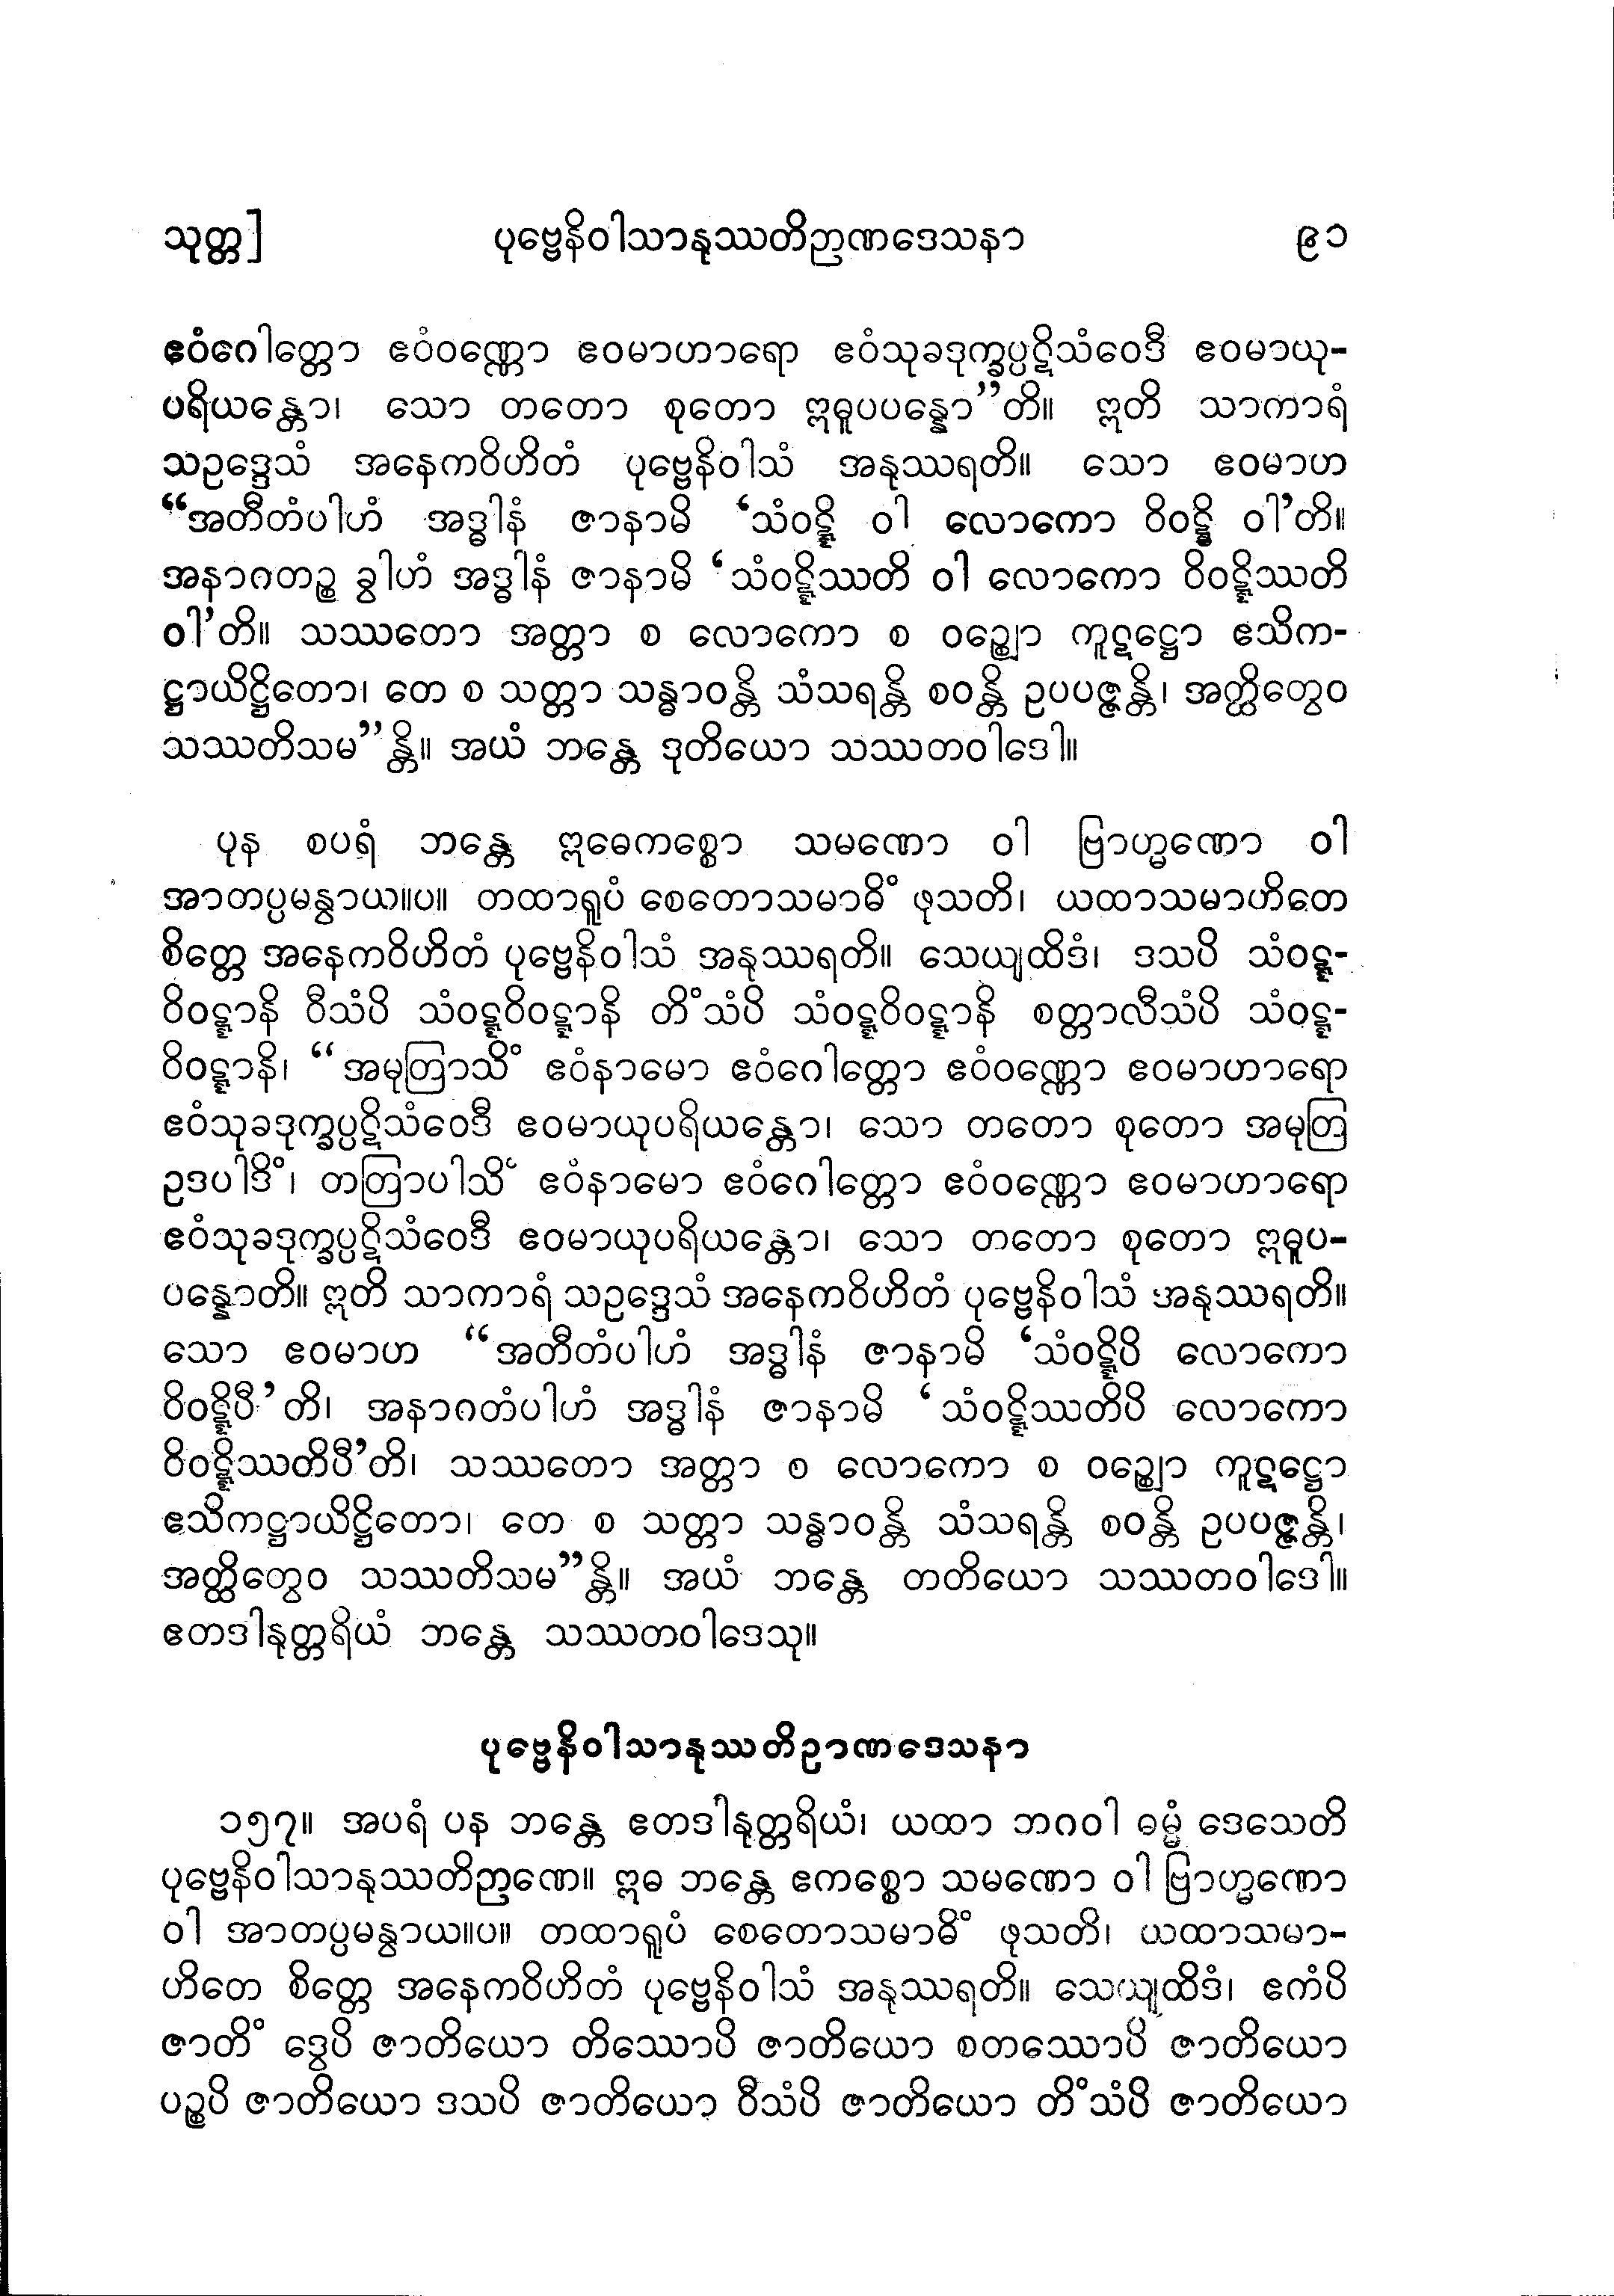 သုတ္တ] ပုဗ္ဗေနိဝါသာနုဿတိဉာဏဒေသနာ ၉၁
ဧဝံဂေါတ္တော ဧဝံဝဏ္ဏော ဧဝမာဟာရော ဧဝံသုခဒုက္ခပ္ပဋိသံဝေဒီ ဧဝမာယု-
ပရိယန္တော၊ သော တတော စုတော ဣဓူပပန္နော”တိ။ ဣတိ သာကာရံ
သဥဒ္ဒေသံ အနေကဝိဟိတံ ပုဗ္ဗေနိဝါသံ အနုဿရတိ။ သော ဧဝမာဟ
“အတီတံပါဟံ အဒ္ဓါနံ ဇာနာမိ ‘သံဝဋ္ဋိ ဝါ လောကော ဝိဝဋ္ဋိ ဝါ’တိ။
အနာဂတဉ္စ ခွါဟံ အဒ္ဓါနံ ဇာနာမိ ‘သံဝဋ္ဋိဿတိ ဝါ လောကော ဝိဝဋ္ဋိဿတိ
ဝါ’တိ။ သဿတော အတ္တာ စ လောကော စ ဝဉ္ဈော ကူဋဋ္ဌော ဧသိက-
ဋ္ဌာယိဋ္ဌိတော၊ တေ စ သတ္တာ သန္ဓာဝန္တိ သံသရန္တိ စဝန္တိ ဥပပဇ္ဇန္တိ၊ အတ္ထိတွေဝ
သဿတိသမ”န္တိ။ အယံ ဘန္တေ ဒုတိယော သဿတဝါဒေါ။
ပုန စပရံ ဘန္တေ ဣဓေကစ္စော သမဏော ဝါ ဗြာဟ္မဏော ဝါ
အာတပ္ပမန္వာယ။ပ။ တထာရူပံ စေတောသမာဓိံ ဖုသတိ၊ ယထာသမာဟိတေ
စိတ္တေ အနေကဝိဟိတံ ပုဗ္ဗေနိဝါသံ အနုဿရတိ။ သေယျထိဒံ၊ ဒသပိ သံဝဋ္ဋ-
ဝိဝဋ္ဋာနိ ဝီသံပိ သံဝဋ္ဋဝိဝဋ္ဋာနိ တိံသံပိ သံဝဋ္ဋဝိဝဋ္ဋာနိ စတ္တာလီသံပိ သံဝဋ္ဋ-
ဝိဝဋ္ဋာနိ၊ “အမုတြာသိံ ဧဝံနာမော ဧဝံဂေါတ္တော ဧဝံဝဏ္ဏော ဧဝမာဟာရော
ဧဝံသုခဒုက္ခပ္ပဋိသံဝေဒီ ဧဝမာယုပရိယန္တော၊ သော တတော စုတော အမုတြ
ဥဒပါဒိံ၊ တတြာပါသိံ ဧဝံနာမော ဧဝံဂေါတ္တော ဧဝံဝဏ္ဏော ဧဝမာဟာရော
ဧဝံသုခဒုက္ခပ္ပဋိသံဝေဒီ ဧဝမာယုပရိယန္တော၊ သော တတော စုတော ဣဓူပ-
ပန္နောတိ။ ဣတိ သာကာရံ သဥဒ္ဒေသံ အနေကဝိဟိတံ ပုဗ္ဗေနိဝါသံ အနုဿရတိ။
သော ဧဝမာဟ “အတီတံပါဟံ အဒ္ဓါနံ ဇာနာမိ ‘သံဝဋ္ဋိပိ လောကော
ဝိဝဋ္ဋိပီ’တိ၊ အနာဂတံပါဟံ အဒ္ဓါနံ ဇာနာမိ ‘သံဝဋ္ဋိဿတိပိ လောကော
ဝိဝဋ္ဋိဿတိပီ’တိ၊ သဿတော အတ္တာ စ လောကော စ ဝဉ္ဈော ကူဋဋ္ဌော
ဧသိကဋ္ဌာယိဋ္ဌိတော၊ တေ စ သတ္တာ သန္ဓာဝန္တိ သံသရန္တိ စဝန္တိ ဥပပဇ္ဇန္တိ၊
အတ္ထိတွေဝ သဿတိသမ”န္တိ။ အယံ ဘန္တေ တတိယော သဿတဝါဒေါ။
ဧတဒါနုတ္တရိယံ ဘန္တေ သဿတဝါဒေသု။
ပုဗ္ဗေနိဝါသာနုဿတိဉာဏဒေသနာ
၁၅၇။ အပရံ ပန ဘန္တေ ဧတဒါနုတ္တရိယံ၊ ယထာ ဘဂဝါ ဓမ္မံ ဒေသေတိ
ပုဗ္ဗေနိဝါသာနုဿတိဉာဏေ။ ဣဓ ဘန္တေ ဧကစ္စော သမဏော ဝါ ဗြာဟ္မဏော
ဝါ အာတပ္ပမန္വာယ။ပ။ တထာရူပံ စေတောသမာဓိံ ဖုသတိ၊ ယထာသမာ-
ဟိတေ စိတ္တေ အနေကဝိဟိတံ ပုဗ္ဗေနိဝါသံ အနုဿရတိ။ သေယျထိဒံ၊ ဧကံပိ
ဇာတိံ ဒွေပိ ဇာတိယော တိဿောပိ ဇာတိယော စတဿောပိ ဇာတိယော
ပဉ္စပိ ဇာတိယော ဒသပိ ဇာတိယော ဝီသံပိ ဇာတိယော တိံသံပိ ဇာတိယော